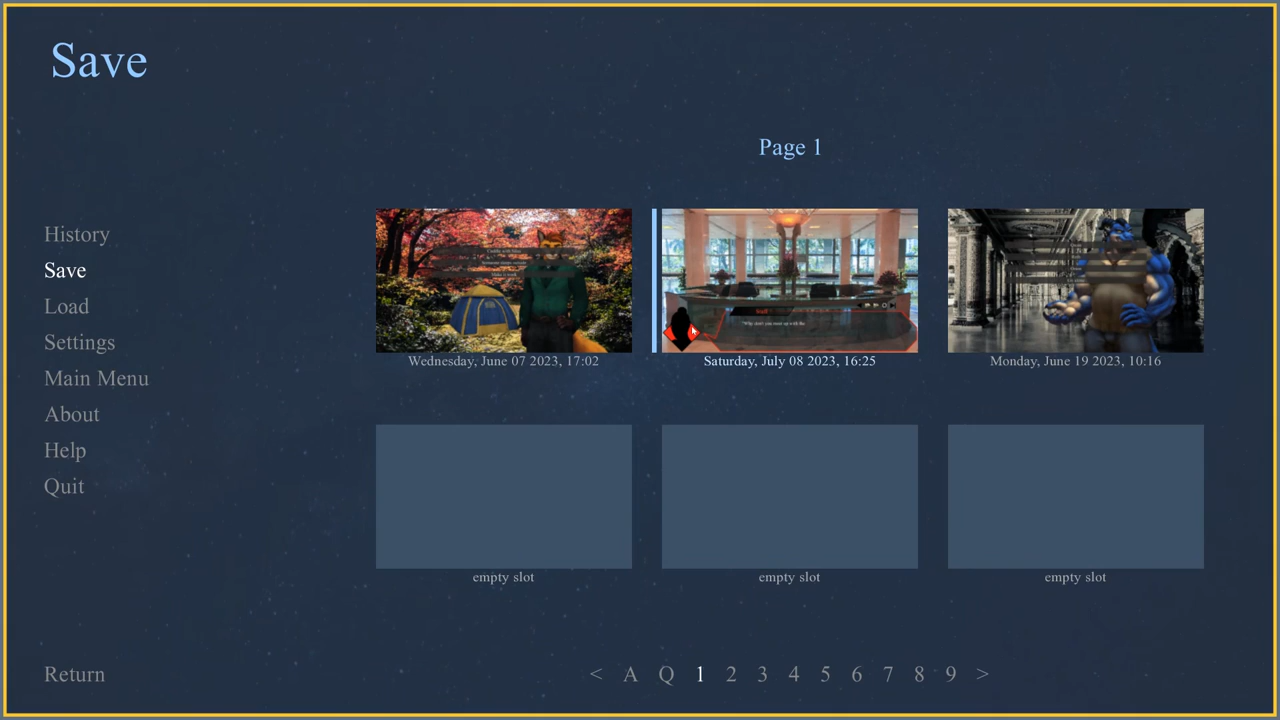 Save
Page 1
History
Save
Load
Settings
Main Menu
About
Help
Quit
Wednesday, June 07 2023, 17:02
Saturday, July 08 2023, 16:25
Monday, June 19 2023, 10:16
empty slot
empty slot
empty slot
Return
< A Q 1 2 3 4 5 6 7 8 9 >